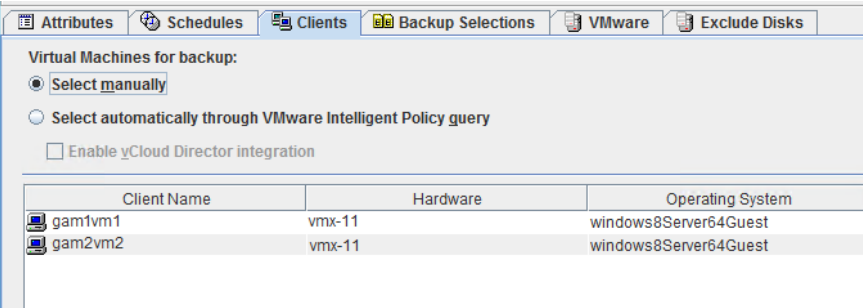 Attributes Schedules Clients Backup Selections VMware Exclude Disks
Virtual Machines for backup:
Select manually
Select automatically through VMware Intelligent Policy query
Enable vCloud Director integration
Client Name Hardware Operating System
gam1vm1 vmx-11 windows8Server64Guest
gam2vm2 vmx-11 windows8Server64Guest